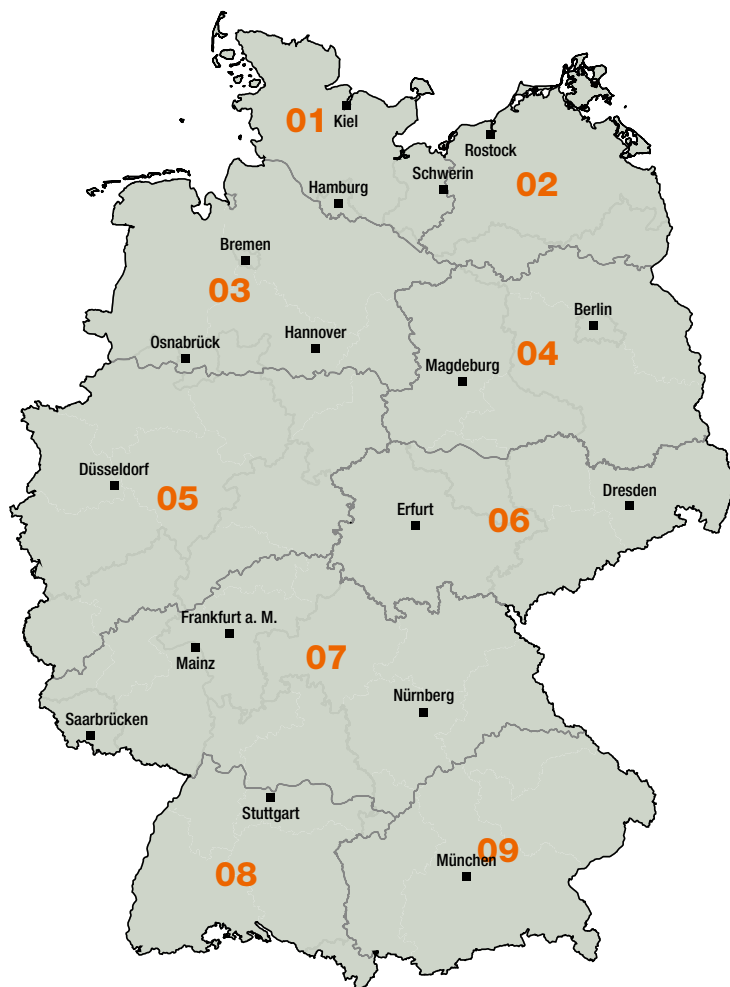 01
Kiel
Rostock
Schwerin
02
Hamburg
Bremen
03
Berlin
Osnabrück
Hannover
04
Magdeburg
Düsseldorf
05
Dresden
Erfurt
06
Frankfurt a. M.
Mainz
07
Nürnberg
Saarbrücken
Stuttgart
09
München
08